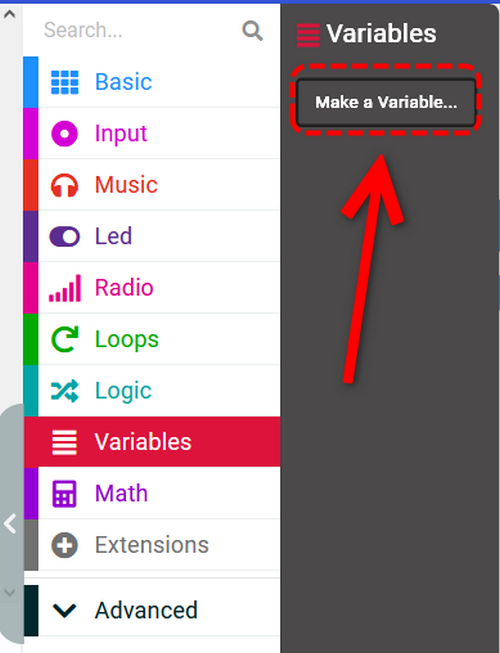 Search...
Basic
Input
Music
Led
Radio
Loops
Logic
Variables
Math
Extensions
Advanced
Variables
Make a Variable...